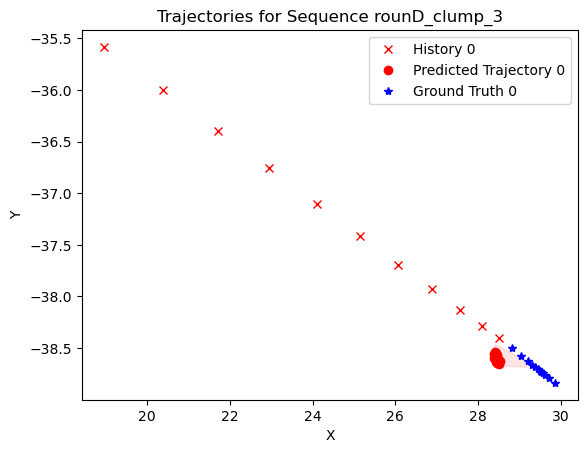 Trajectories for Sequence rounD_clump_3
History 0
Predicted Trajectory 0
Ground Truth 0
Y
−35.5
−36.0
−36.5
−37.0
−37.5
−38.0
−38.5
20 22 24 26 28 30
X